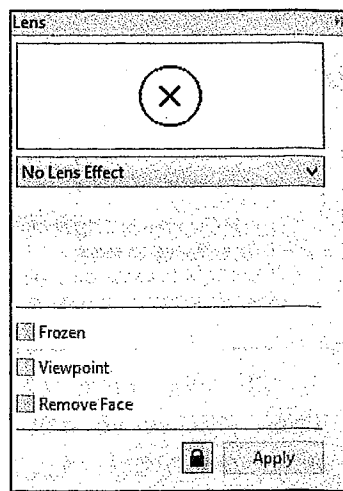 Lens
No Lens Effect
Frozen
Viewpoint
Remove Face
Apply